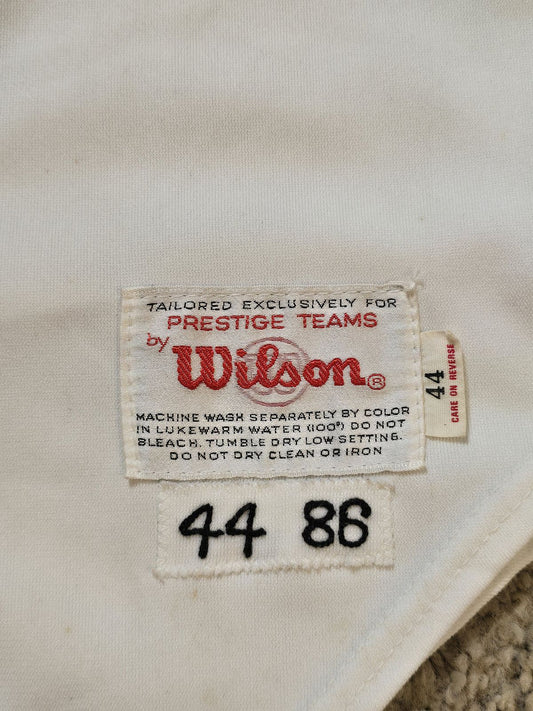 TAILORED EXCLUSIVELY FOR
PRESTIGE TEAMS
by Wilson®
MACHINE WASH SEPARATELY BY COLOR
IN LUKEWARM WATER (100°) DO NOT
BLEACH. TUMBLE DRY LOW SETTING.
DO NOT DRY CLEAN OR IRON
44
CARE ON REVERSE
44 86